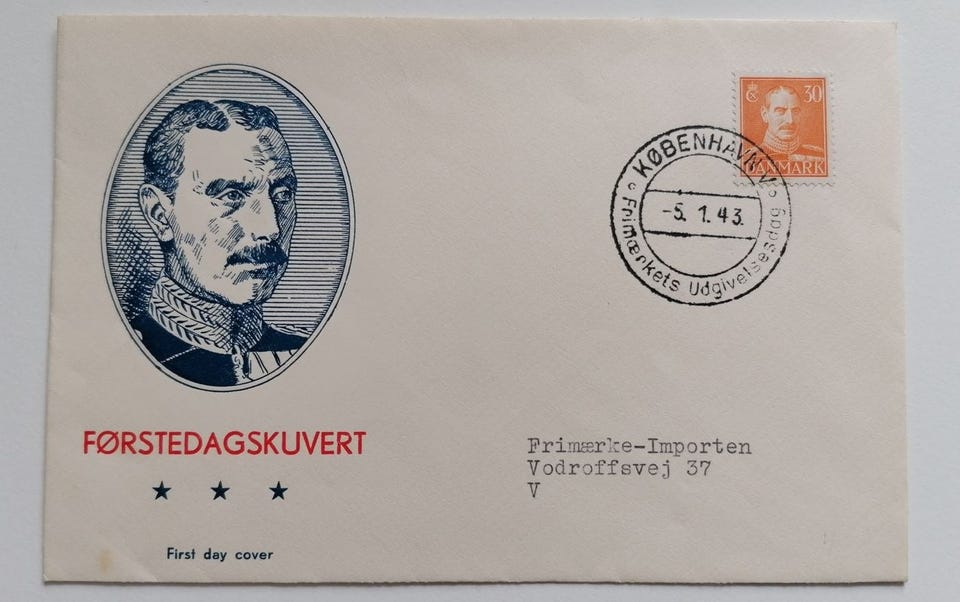 30
DANMARK
KØBENHAVN V.
-5. 1. 43.
Frimærkets Udgivelsesdag
FØRSTEDAGSKUVERT
★ ★ ★
First day cover
Frimærke-Importen
Vodroffsvej 37
V